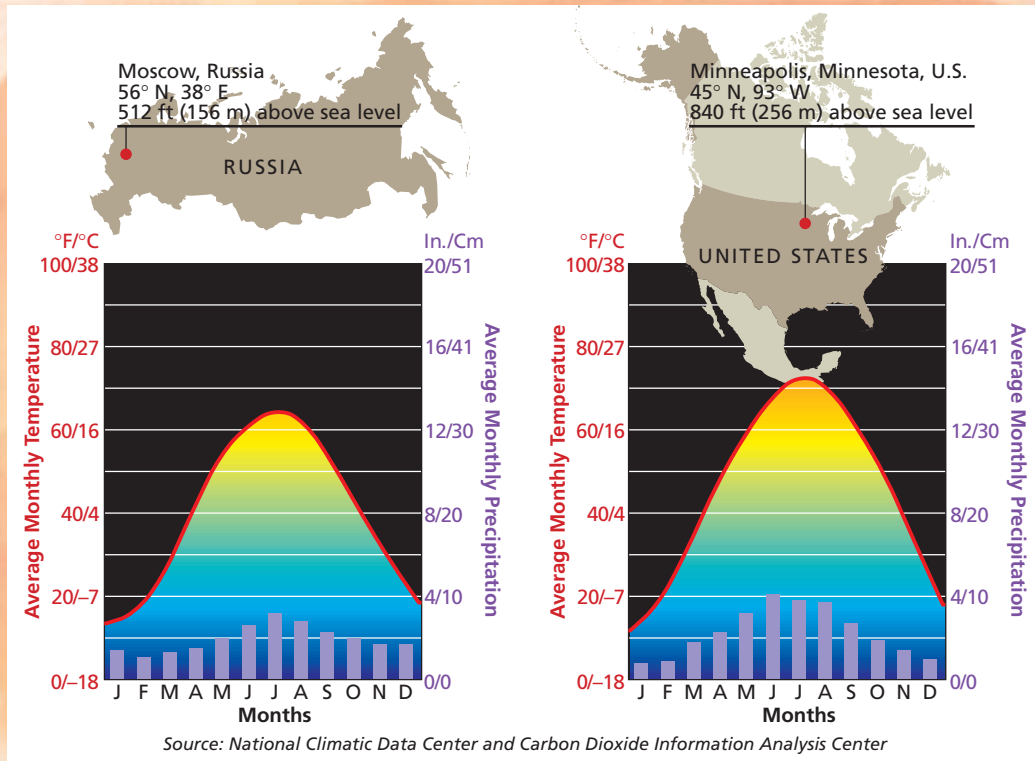 Moscow, Russia
56° N, 38° E
512 ft (156 m) above sea level
RUSSIA
°F/°C
100/38
80/27
60/16
40/4
20/–7
0/–18
Average Monthly Temperature
In./Cm
20/51
16/41
12/30
8/20
4/10
0/0
Average Monthly Precipitation
J F M A M J J A S O N D
Months
Minneapolis, Minnesota, U.S.
45° N, 93° W
840 ft (256 m) above sea level
UNITED STATES
°F/°C
100/38
80/27
60/16
40/4
20/–7
0/–18
Average Monthly Temperature
In./Cm
20/51
16/41
12/30
8/20
4/10
0/0
Average Monthly Precipitation
J F M A M J J A S O N D
Months
Source: National Climatic Data Center and Carbon Dioxide Information Analysis Center